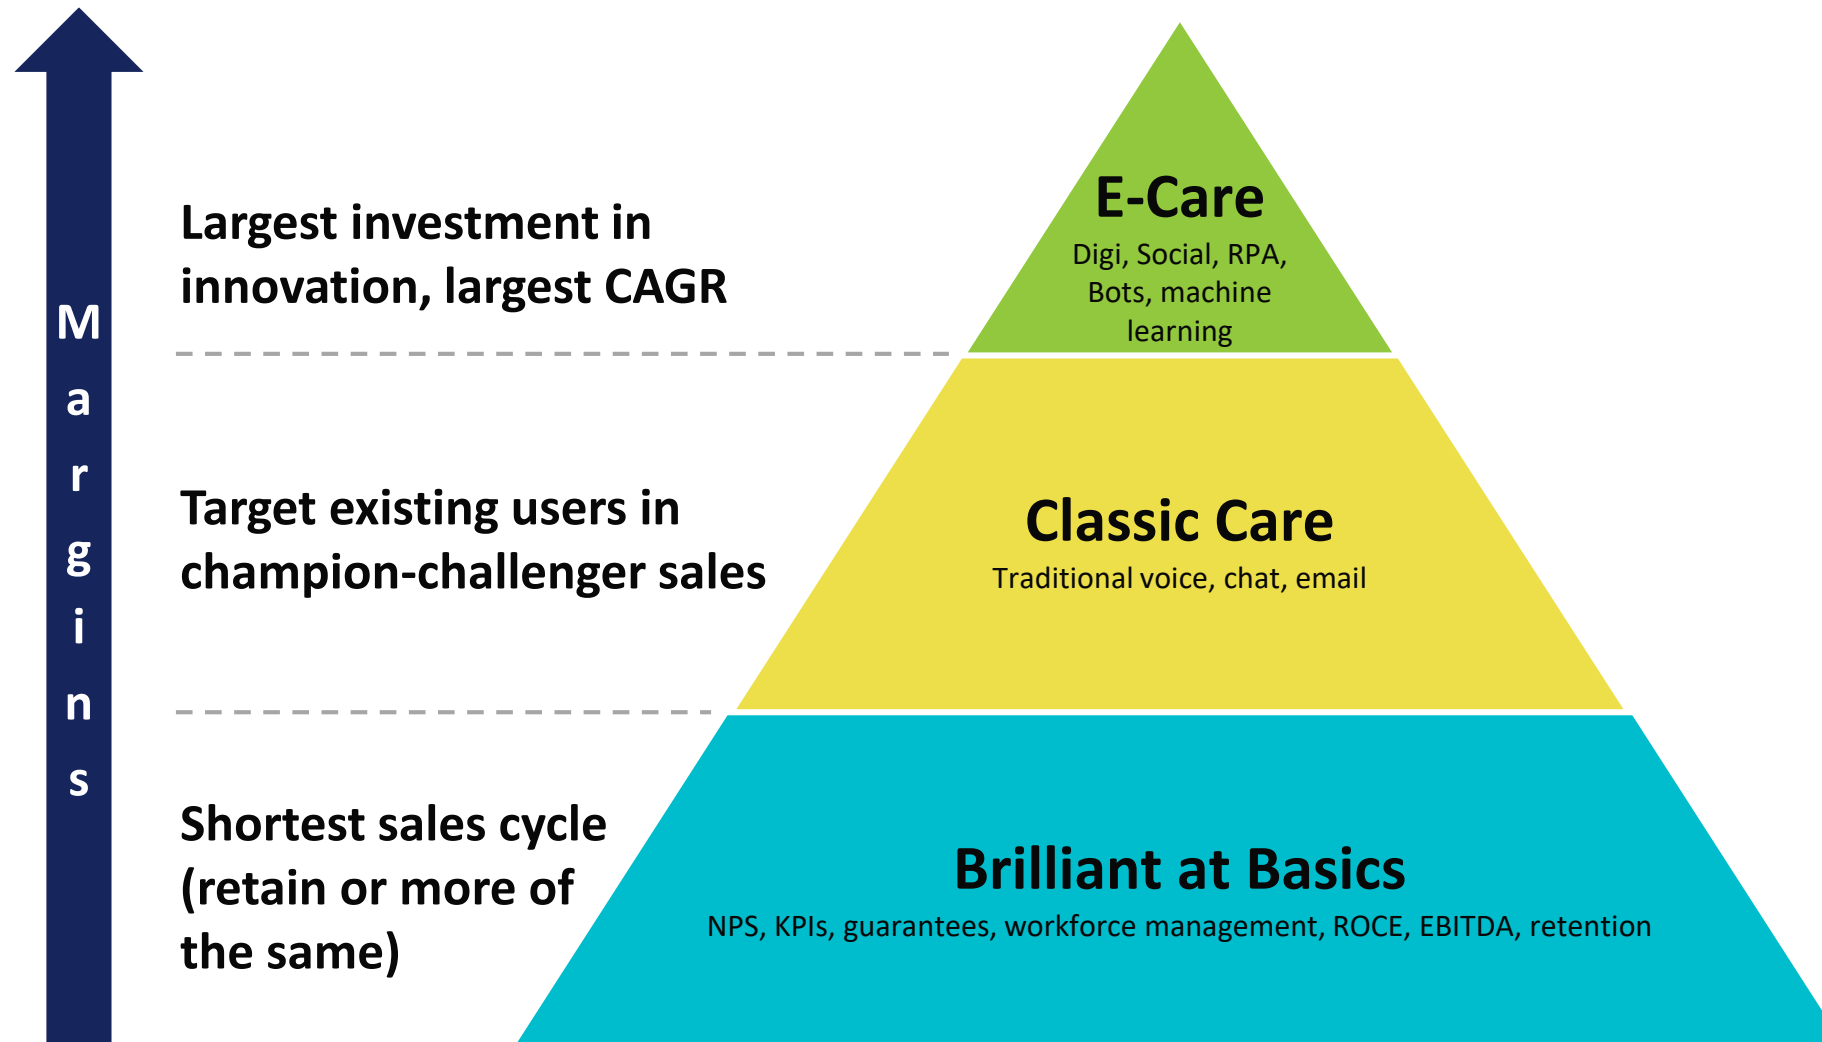 Margins
Largest investment in
innovation, largest CAGR
E-Care
Digi, Social, RPA,
Bots, machine
learning
Target existing users in
champion-challenger sales
Classic Care
Traditional voice, chat, email
Shortest sales cycle
(retain or more of
the same)
Brilliant at Basics
NPS, KPIs, guarantees, workforce management, ROCE, EBITDA, retention